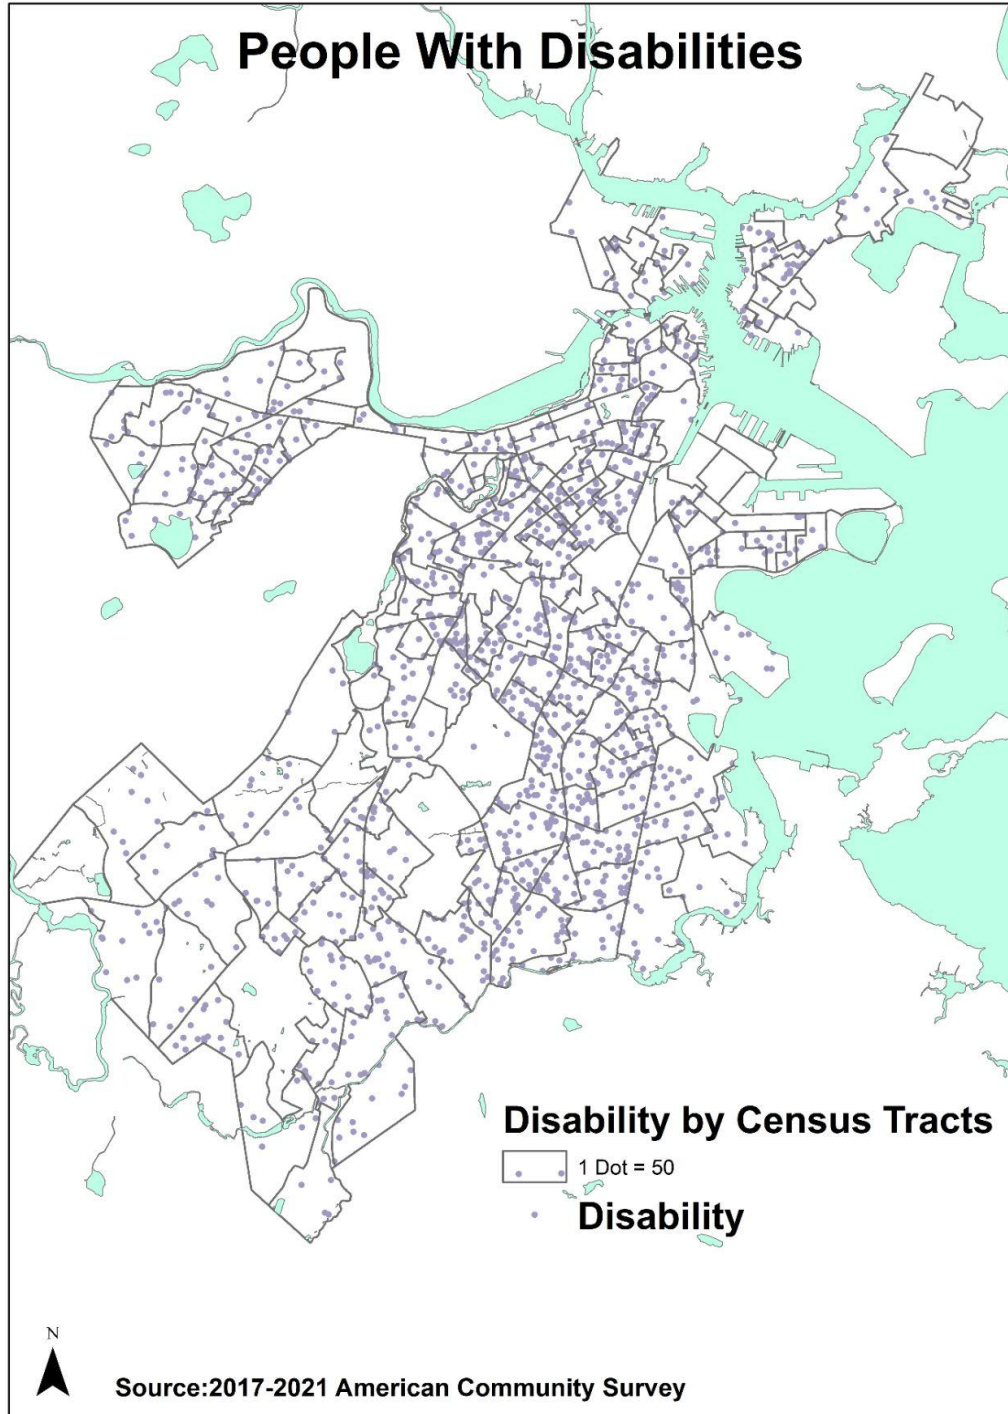 People With Disabilities
Disability by Census Tracts
1 Dot = 50
Disability
N
Source:2017-2021 American Community Survey